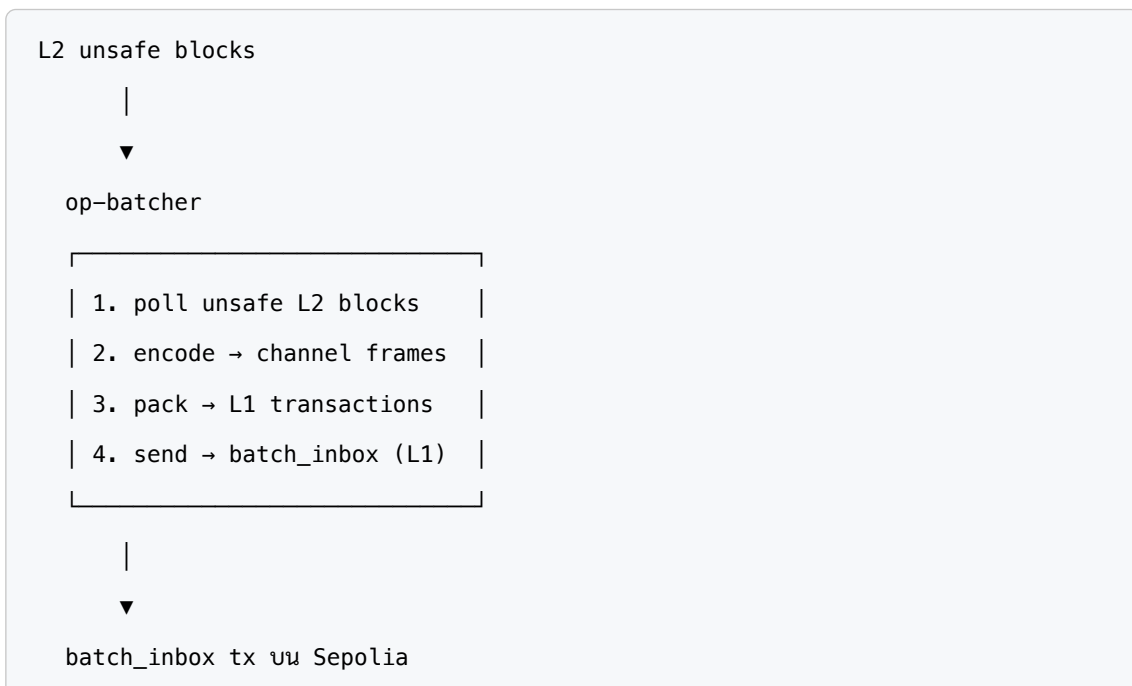 L2 unsafe blocks
│
▼
op-batcher
┌─────────────────────────────┐
│ 1. poll unsafe L2 blocks │
│ 2. encode → channel frames │
│ 3. pack → L1 transactions │
│ 4. send → batch_inbox (L1) │
└─────────────────────────────┘
│
▼
batch_inbox tx บน Sepolia